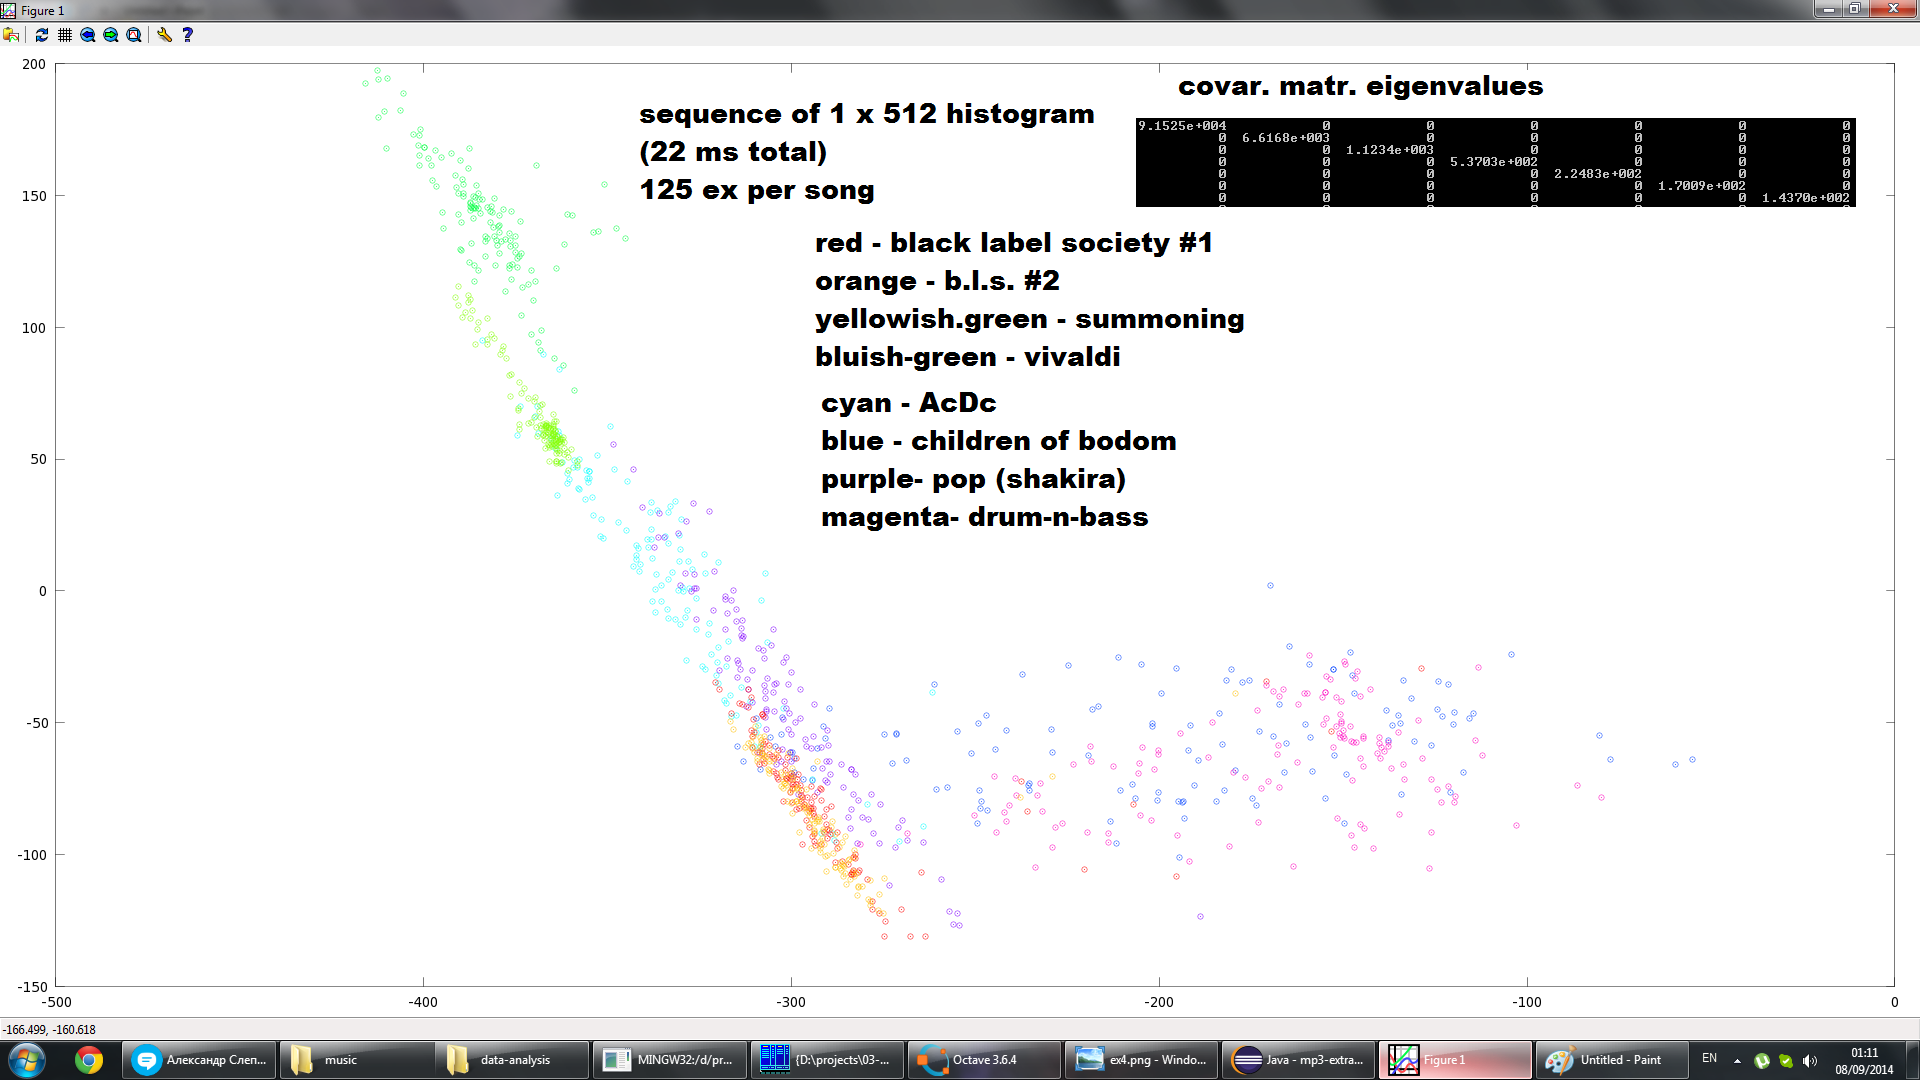 Figure 1
200
150
100
50
0
-50
-100
-150
-500
-400
-300
-200
-100
0
sequence of 1 x 512 histogram
(22 ms total)
125 ex per song
covar. matr. eigenvalues
9.1525e+004 0 0 0 0 0 0
0 6.6168e+003 0 0 0 0 0
0 0 1.1234e+003 0 0 0 0
0 0 0 5.3703e+002 0 0 0
0 0 0 0 2.2483e+002 0 0
0 0 0 0 0 1.7009e+002 0
0 0 0 0 0 0 1.4370e+002
red - black label society #1
orange - b.l.s. #2
yellowish.green - summoning
bluish-green - vivaldi
cyan - AcDc
blue - children of bodom
purple- pop (shakira)
magenta- drum-n-bass
-166.499, -160.618
Александр Слеп...
music
data-analysis
MINGW32:/d/pr...
{D:\projects\03-...
Octave 3.6.4
ex4.png - Windo...
Java - mp3-extra...
Figure 1
Untitled - Paint
EN
01:11
08/09/2014